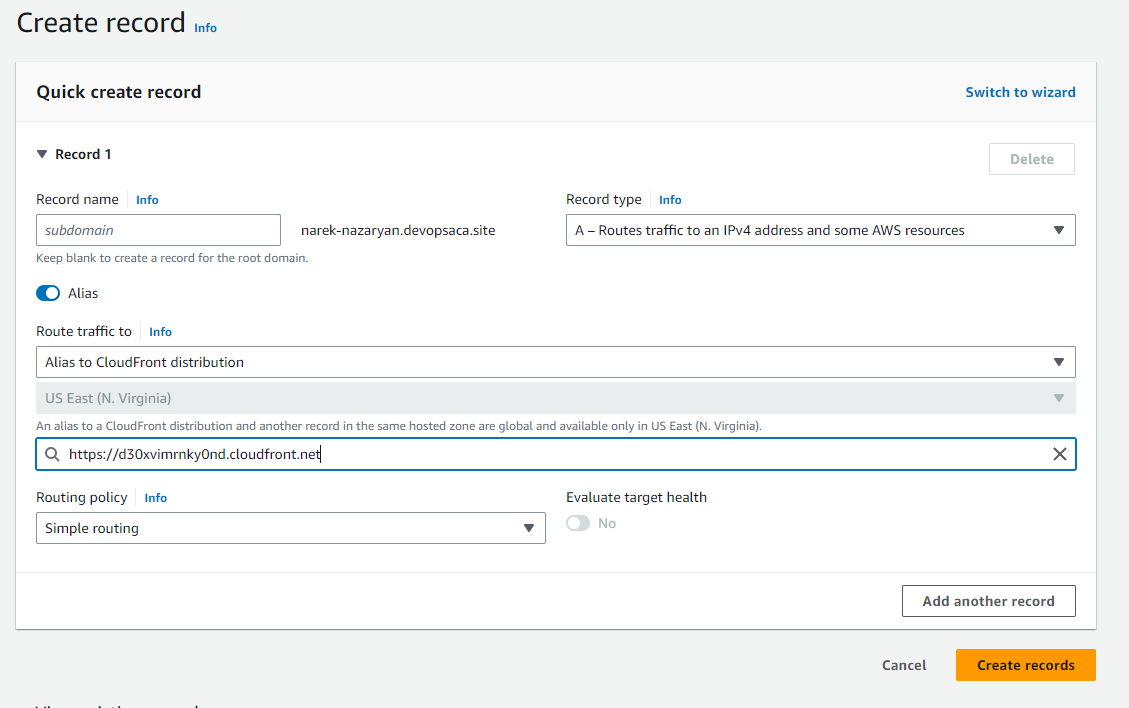 Create record Info
Quick create record
Switch to wizard
Record 1
Delete
Record name Info
Record type Info
subdomain
narek-nazaryan.devopsaca.site
A – Routes traffic to an IPv4 address and some AWS resources
Keep blank to create a record for the root domain.
Alias
Route traffic to Info
Alias to CloudFront distribution
US East (N. Virginia)
An alias to a CloudFront distribution and another record in the same hosted zone are global and available only in US East (N. Virginia).
https://d30xvimrnky0nd.cloudfront.net
Routing policy Info
Evaluate target health
Simple routing
No
Add another record
Cancel
Create records